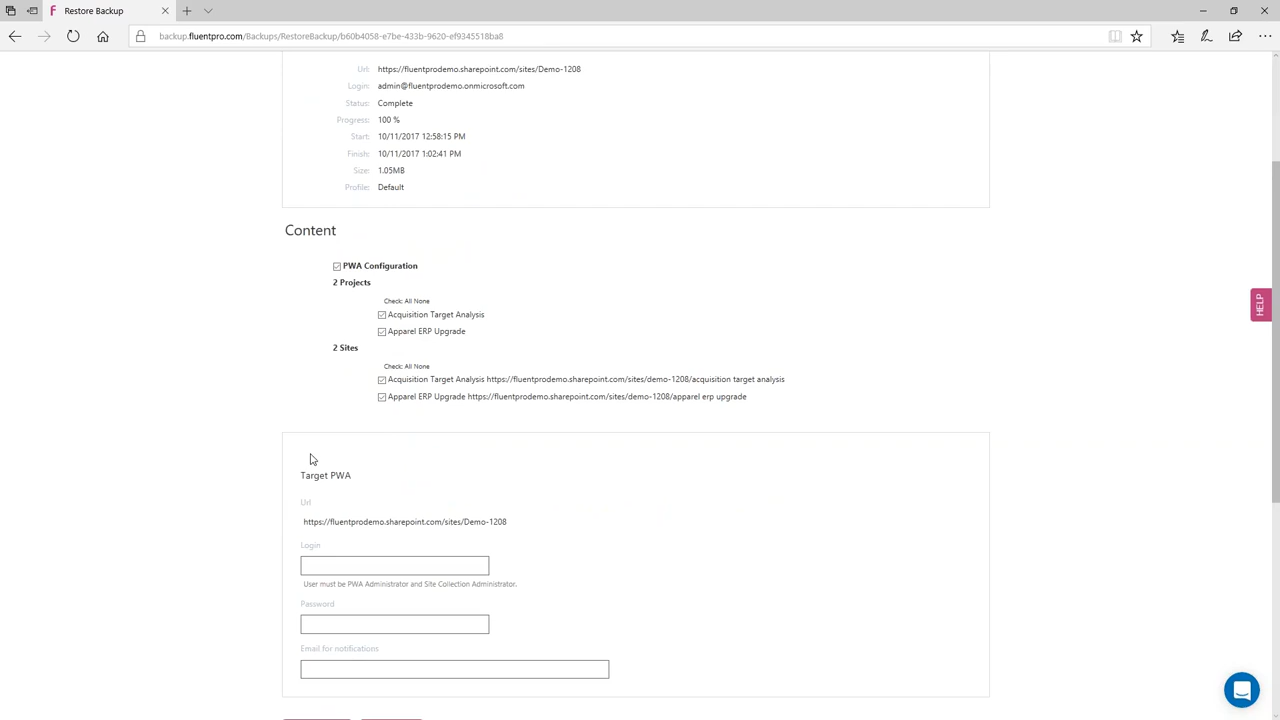 Restore Backup
backup.fluentpro.com/Backups/RestoreBackup/b60b4058-e7be-433b-9620-ef9345518ba8
Url: https://fluentprodemo.sharepoint.com/sites/Demo-1208
Login: admin@fluentprodemo.onmicrosoft.com
Status: Complete
Progress: 100 %
Start: 10/11/2017 12:58:15 PM
Finish: 10/11/2017 1:02:41 PM
Size: 1.05MB
Profile: Default
Content
PWA Configuration
2 Projects
Check: All None
Acquisition Target Analysis
Apparel ERP Upgrade
2 Sites
Check: All None
Acquisition Target Analysis https://fluentprodemo.sharepoint.com/sites/demo-1208/acquisition target analysis
Apparel ERP Upgrade https://fluentprodemo.sharepoint.com/sites/demo-1208/apparel erp upgrade
HELP
Target PWA
Url
https://fluentprodemo.sharepoint.com/sites/Demo-1208
Login
User must be PWA Administrator and Site Collection Administrator.
Password
Email for notifications